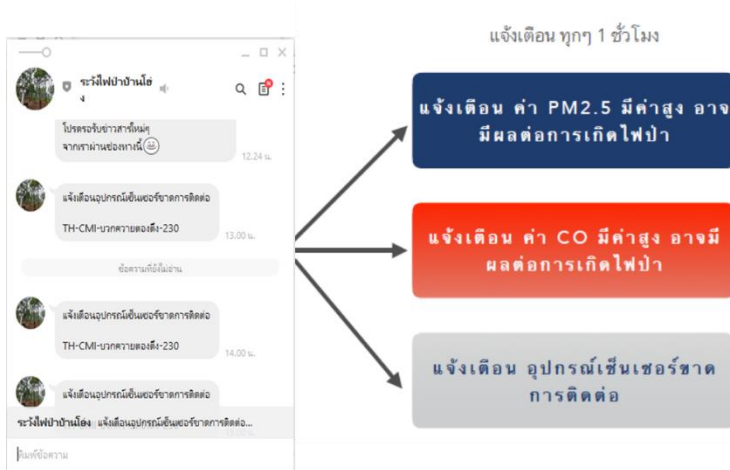 ระวังไฟป่าบ้านโฮ่
ง
โปรดรอรับข่าวสารใหม่ๆ
จากเราผ่านช่องทางนี้
12.24 น.
แจ้งเตือนอุปกรณ์เซ็นเซอร์ขาดการติดต่อ
TH-CMI-บวกควายตองตึง-230
13.00 น.
ข้อความที่ยังไม่อ่าน
แจ้งเตือนอุปกรณ์เซ็นเซอร์ขาดการติดต่อ
TH-CMI-บวกควายตองตึง-230
14.00 น.
แจ้งเตือนอุปกรณ์เซ็นเซอร์ขาดการติดต่อ
ระวังไฟป่าบ้านโฮ่ง แจ้งเตือนอุปกรณ์เซ็นเซอร์ขาดการติดต่อ...
พิมพ์ข้อความ
แจ้งเตือน ทุกๆ 1 ชั่วโมง
แจ้งเตือน ค่า PM2.5 มีค่าสูง อาจ
มีผลต่อการเกิดไฟป่า
แจ้งเตือน ค่า CO มีค่าสูง อาจมี
ผลต่อการเกิดไฟป่า
แจ้งเตือน อุปกรณ์เซ็นเซอร์ขาด
การติดต่อ